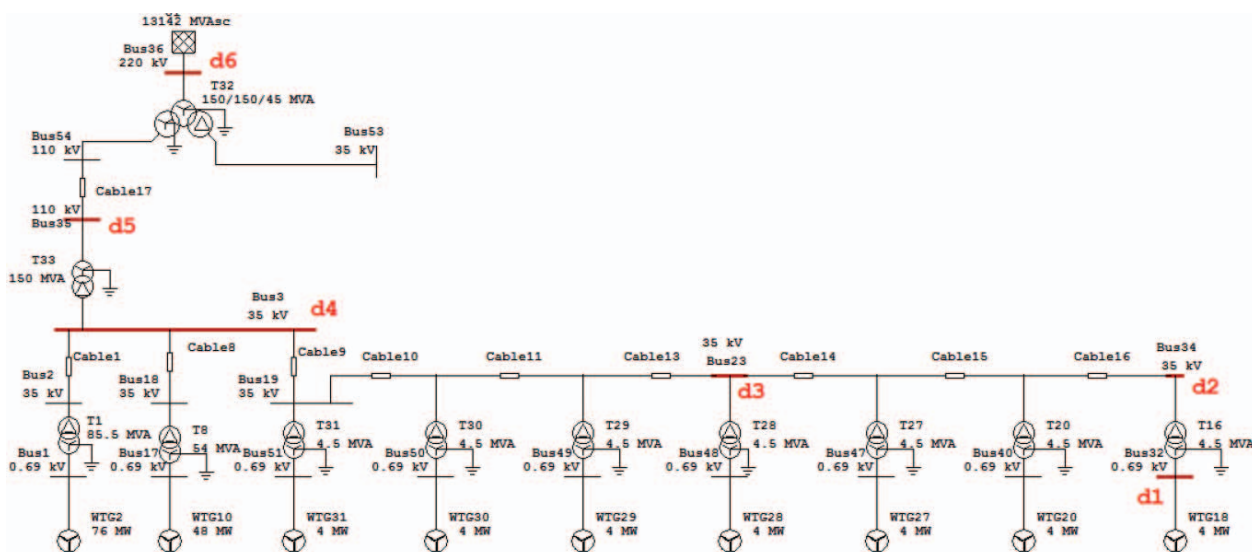 13142 MVAsc
Bus36
220 kV
d6
T32
150/150/45 MVA
Bus54
110 kV
Bus53
35 kV
Cable17
110 kV
Bus35
d5
T33
150 MVA
Bus3
35 kV
d4
Cable1
Cable8
Cable9
Cable10
Cable11
Cable13
35 kV
Bus23
d3
Cable14
Cable15
Cable16
Bus34
35 kV
d2
Bus2
35 kV
Bus18
35 kV
Bus19
35 kV
T1
85.5 MVA
T8
54 MVA
T31
4.5 MVA
T30
4.5 MVA
T29
4.5 MVA
T28
4.5 MVA
T27
4.5 MVA
T20
4.5 MVA
T16
4.5 MVA
Bus1
0.69 kV
Bus17
0.69 kV
Bus51
0.69 kV
Bus50
0.69 kV
Bus49
0.69 kV
Bus48
0.69 kV
Bus47
0.69 kV
Bus40
0.69 kV
Bus32
0.69 kV
d1
WTG2
76 MW
WTG10
48 MW
WTG31
4 MW
WTG30
4 MW
WTG29
4 MW
WTG28
4 MW
WTG27
4 MW
WTG20
4 MW
WTG18
4 MW